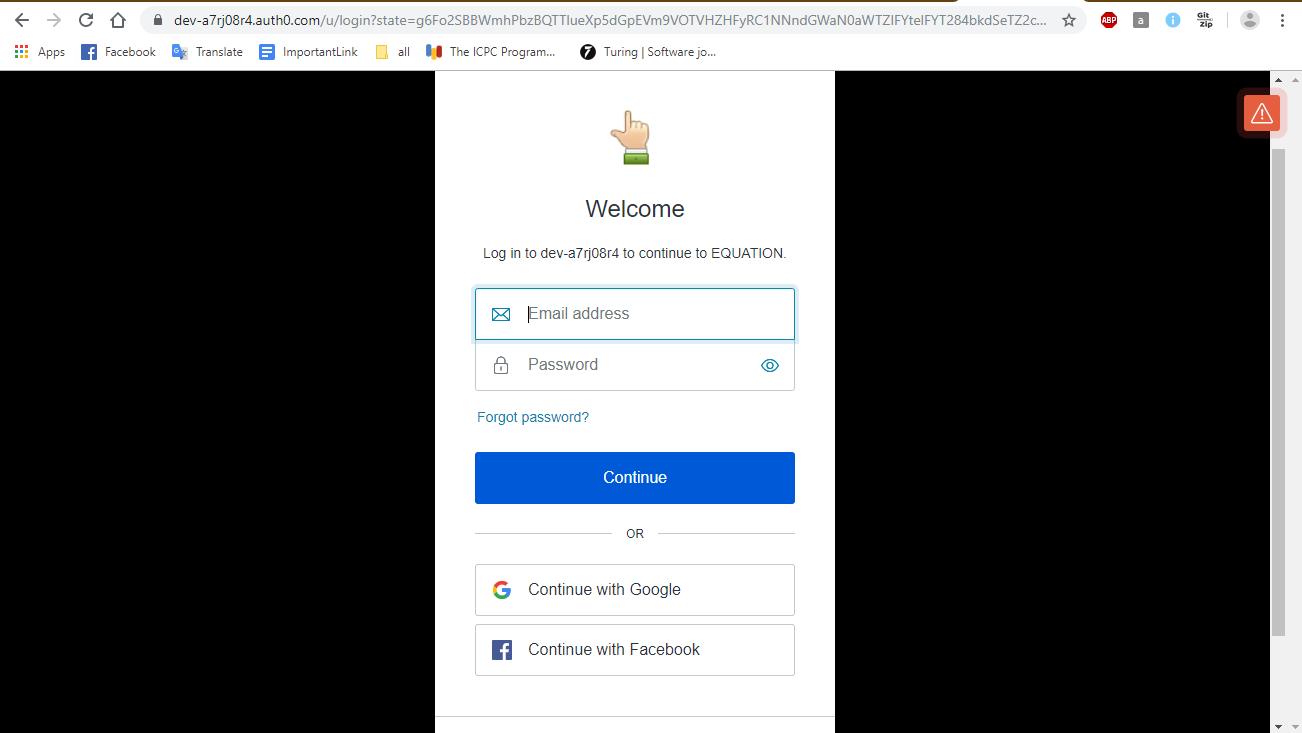 dev-a7rj08r4.auth0.com/u/login?state=g6Fo2SBBWmhPbzBQTTlueXp5dGpEVm9VOTVHZHFyRC1NNndGWaN0aWTZIFYtelFYT284bkdSeTZ2c...
ABP
a
i
Git
Zip
Apps
Facebook
Translate
ImportantLink
all
The ICPC Program...
Turing | Software jo...
Welcome
Log in to dev-a7rj08r4 to continue to EQUATION.
Email address
Password
Forgot password?
Continue
OR
Continue with Google
Continue with Facebook